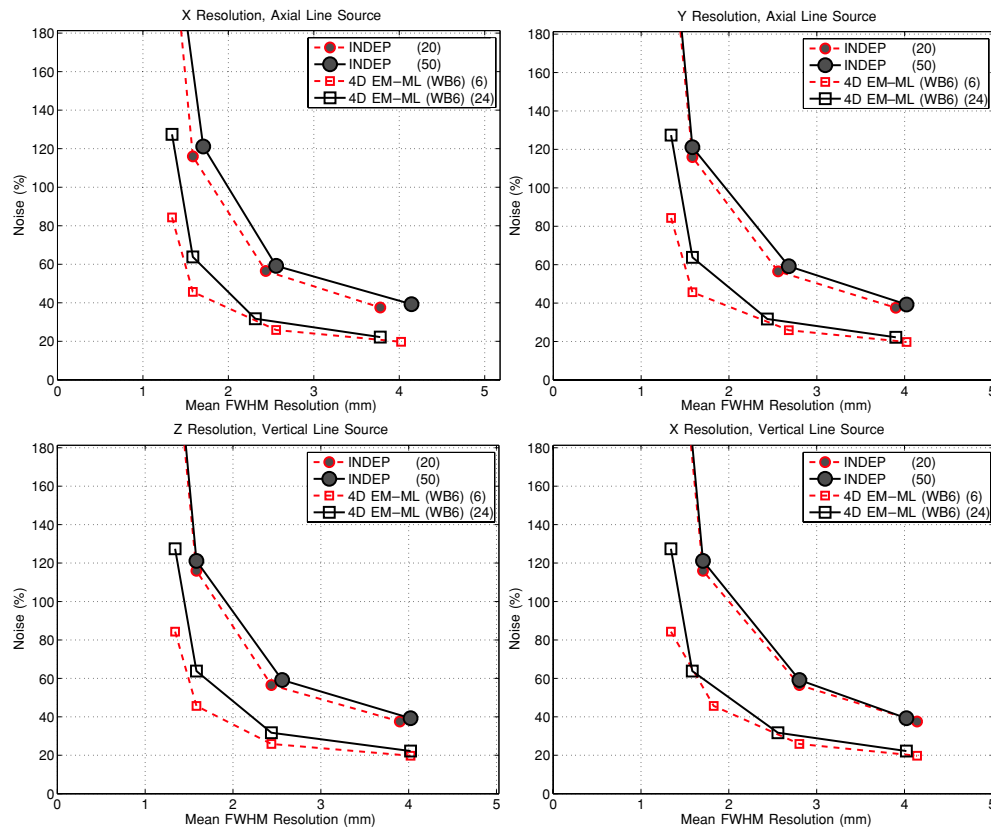 X Resolution, Axial Line Source
180
160
140
120
100
80
60
40
20
0
Noise (%)
INDEP (20)
INDEP (50)
4D EM−ML (WB6) (6)
4D EM−ML (WB6) (24)
0 1 2 3 4 5
Mean FWHM Resolution (mm)
Y Resolution, Axial Line Source
180
160
140
120
100
80
60
40
20
0
Noise (%)
INDEP (20)
INDEP (50)
4D EM−ML (WB6) (6)
4D EM−ML (WB6) (24)
0 1 2 3 4 5
Mean FWHM Resolution (mm)
Z Resolution, Vertical Line Source
180
160
140
120
100
80
60
40
20
0
Noise (%)
INDEP (20)
INDEP (50)
4D EM−ML (WB6) (6)
4D EM−ML (WB6) (24)
0 1 2 3 4 5
Mean FWHM Resolution (mm)
X Resolution, Vertical Line Source
180
160
140
120
100
80
60
40
20
0
Noise (%)
INDEP (20)
INDEP (50)
4D EM−ML (WB6) (6)
4D EM−ML (WB6) (24)
0 1 2 3 4 5
Mean FWHM Resolution (mm)